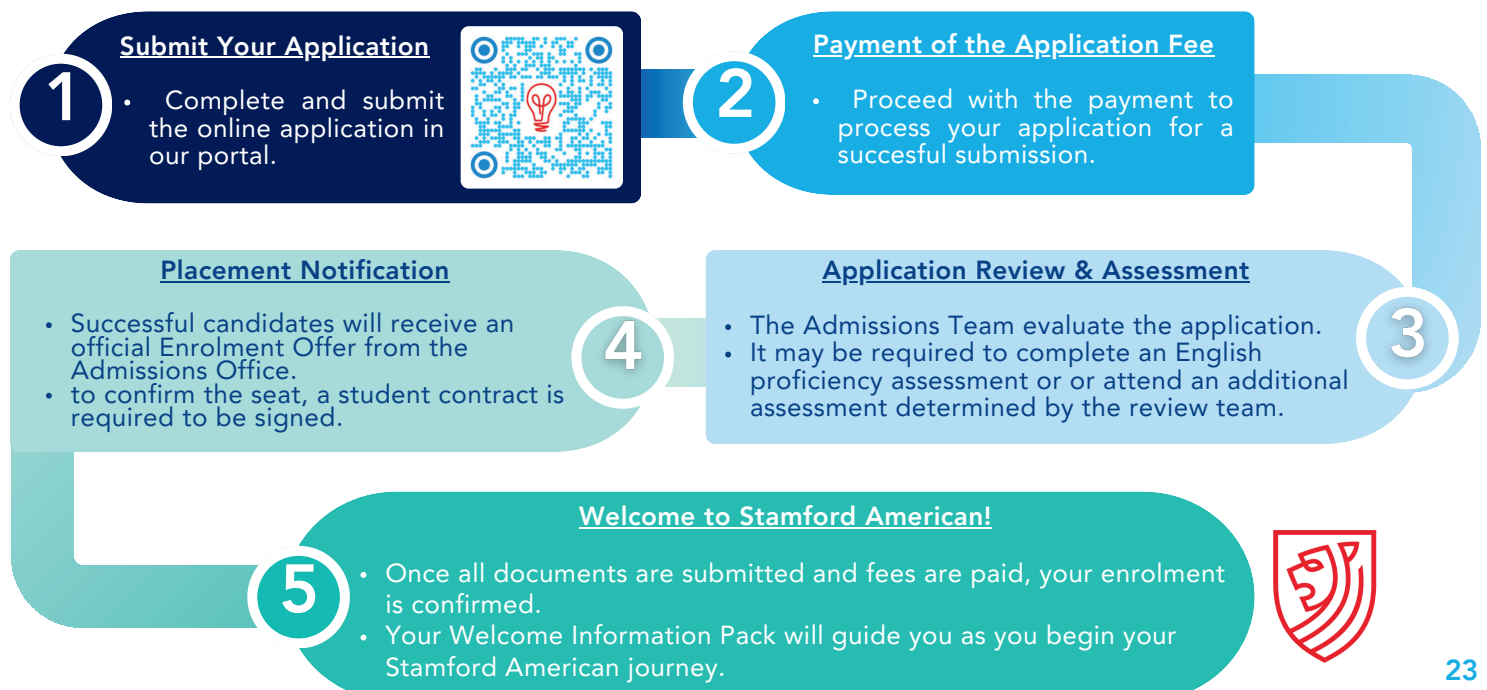 1
Submit Your Application
• Complete and submit
the online application in
our portal.
2
Payment of the Application Fee
• Proceed with the payment to
process your application for a
succesful submission.
3
Application Review & Assessment
• The Admissions Team evaluate the application.
• It may be required to complete an English
proficiency assessment or or attend an additional
assessment determined by the review team.
4
Placement Notification
• Successful candidates will receive an
official Enrolment Offer from the
Admissions Office.
• to confirm the seat, a student contract is
required to be signed.
5
Welcome to Stamford American!
• Once all documents are submitted and fees are paid, your enrolment
is confirmed.
• Your Welcome Information Pack will guide you as you begin your
Stamford American journey.
23